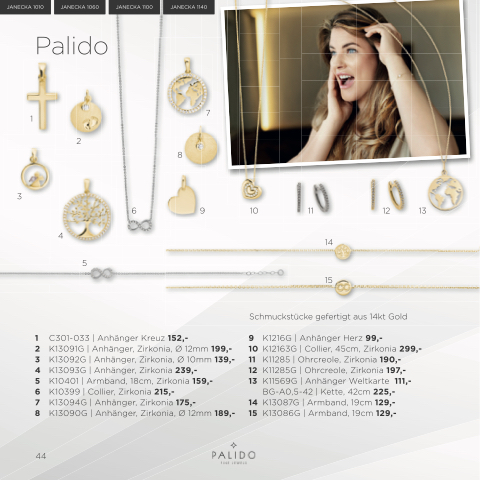 JANECKA 1010 JANECKA 1060 JANECKA 1100 JANECKA 1140
Palido
1
2
3
4
5
6
7
8
9
10
11
12
13
14
15
Schmuckstücke gefertigt aus 14kt Gold
1 C301-033 | Anhänger Kreuz 152,-
2 K13091G | Anhänger, Zirkonia, Ø 12mm 199,-
3 K13092G | Anhänger, Zirkonia, Ø 10mm 139,-
4 K13093G | Anhänger, Zirkonia 239,-
5 K10401 | Armband, 18cm, Zirkonia 159,-
6 K10399 | Collier, Zirkonia 215,-
7 K13094G | Anhänger, Zirkonia 175,-
8 K13090G | Anhänger, Zirkonia, Ø 12mm 189,-
9 K1216G | Anhänger Herz 99,-
10 K12163G | Collier, 45cm, Zirkonia 299,-
11 K11285 | Ohrcreole, Zirkonia 190,-
12 K11285G | Ohrcreole, Zirkonia 197,-
13 K11569G | Anhänger Weltkarte 111,-
BG-A0,5-42 | Kette, 42cm 225,-
14 K13087G | Armband, 19cm 129,-
15 K13086G | Armband, 19cm 129,-
44
PALIDO
FINE JEWELS